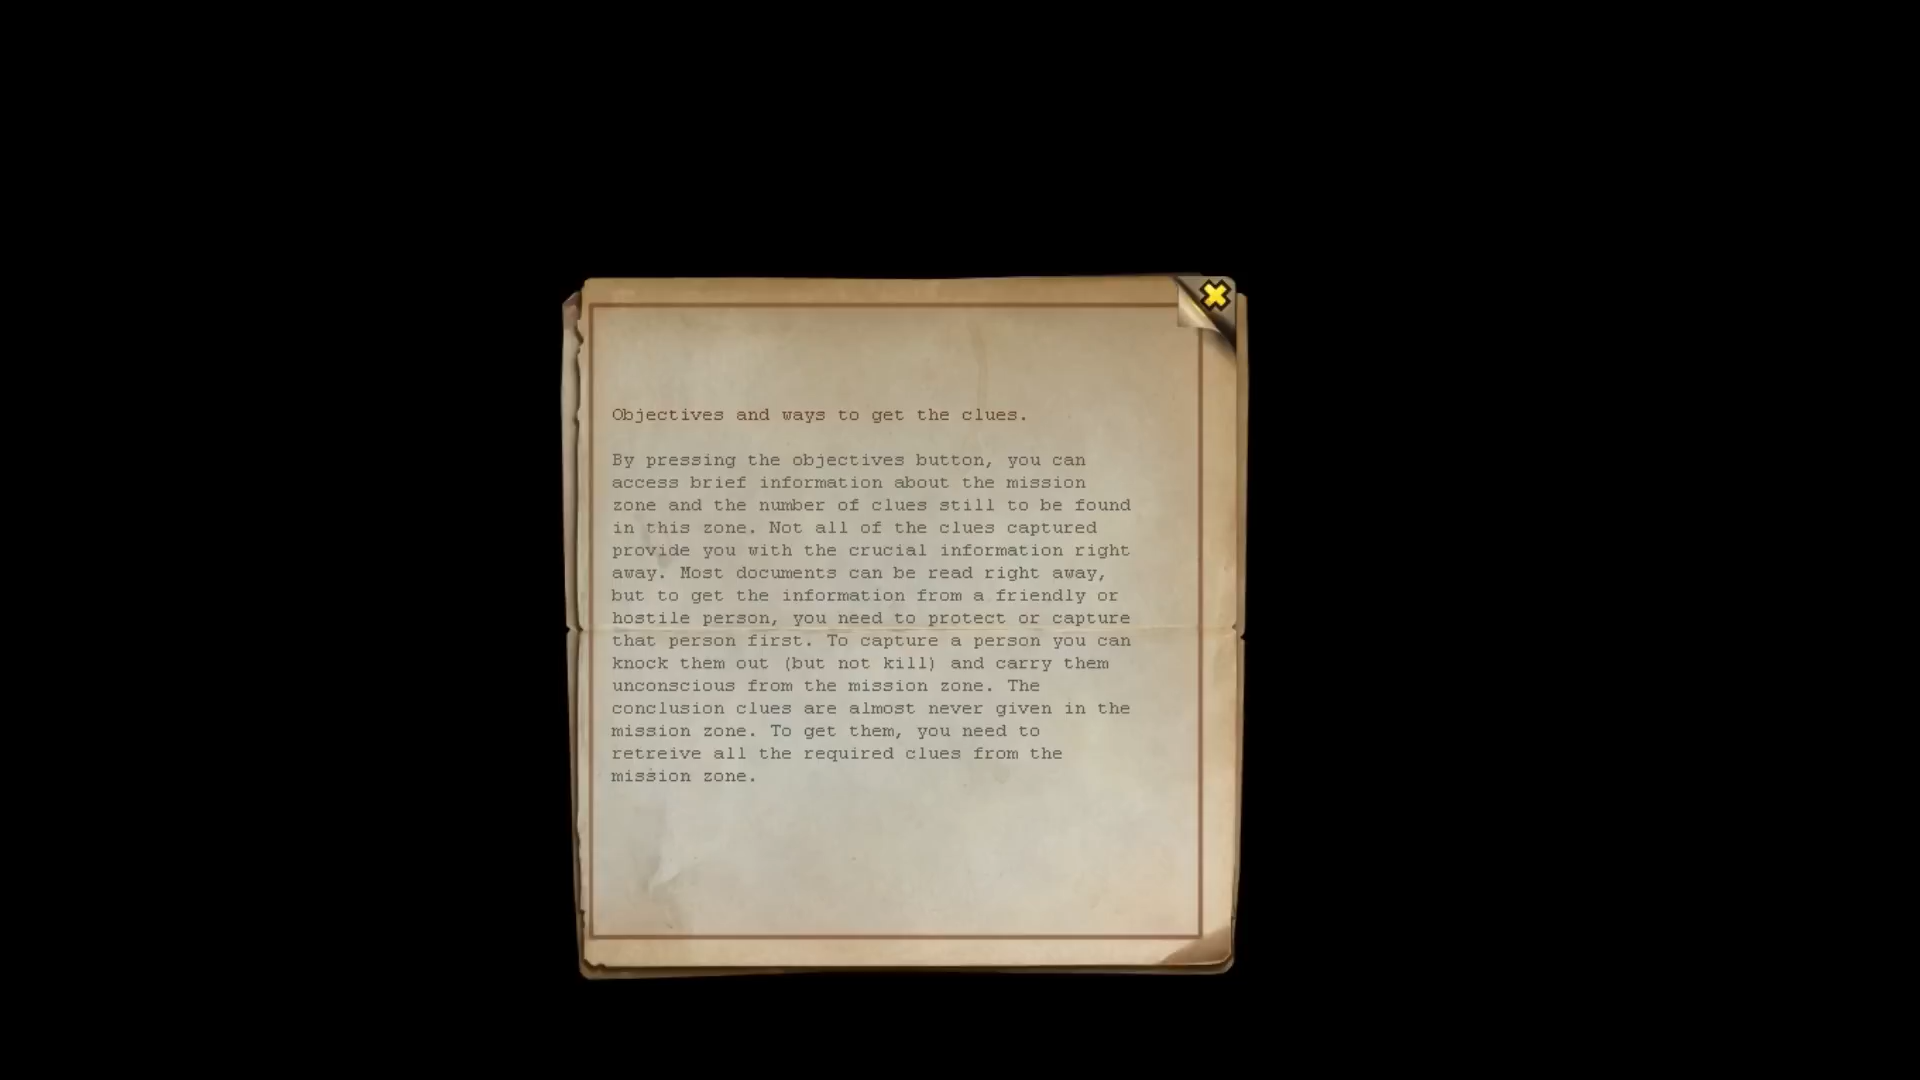 Objectives and ways to get the clues.
By pressing the objectives button, you can
access brief information about the mission
zone and the number of clues still to be found
in this zone. Not all of the clues captured
provide you with the crucial information right
away. Most documents can be read right away,
but to get the information from a friendly or
hostile person, you need to protect or capture
that person first. To capture a person you can
knock them out (but not kill) and carry them
unconscious from the mission zone. The
conclusion clues are almost never given in the
mission zone. To get them, you need to
retreive all the required clues from the
mission zone.